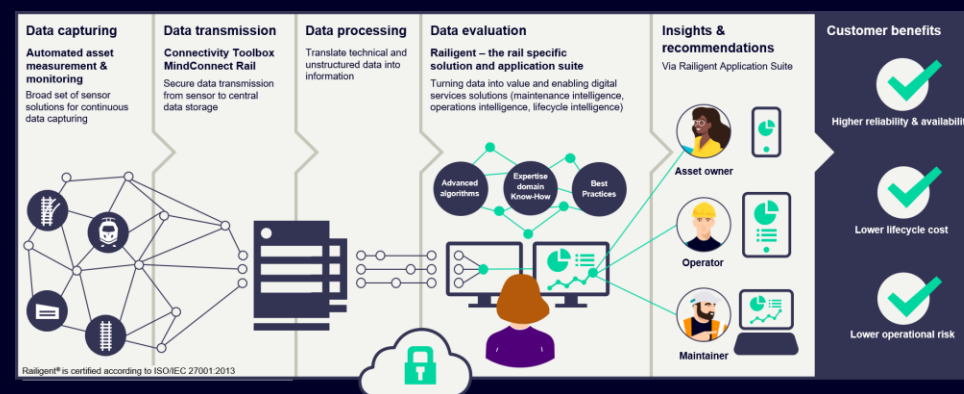 Data capturing
Automated asset
measurement &
monitoring
Broad set of sensor
solutions for continuous
data capturing
Data transmission
Connectivity Toolbox
MindConnect Rail
Secure data transmission
from sensor to central
data storage
Data processing
Translate technical and
unstructured data into
information
Data evaluation
Railigent – the rail specific
solution and application suite
Turning data into value and enabling digital
services solutions (maintenance intelligence,
operations intelligence, lifecycle intelligence)
Advanced
algorithms
Expertise
domain
Know-How
Best
Practices
Insights &
recommendations
Via Railigent Application Suite
Asset owner
Operator
Maintainer
Customer benefits
Higher reliability & availabilit
Lower lifecycle cost
Lower operational risk
Railigent® is certified according to ISO/IEC 27001:2013